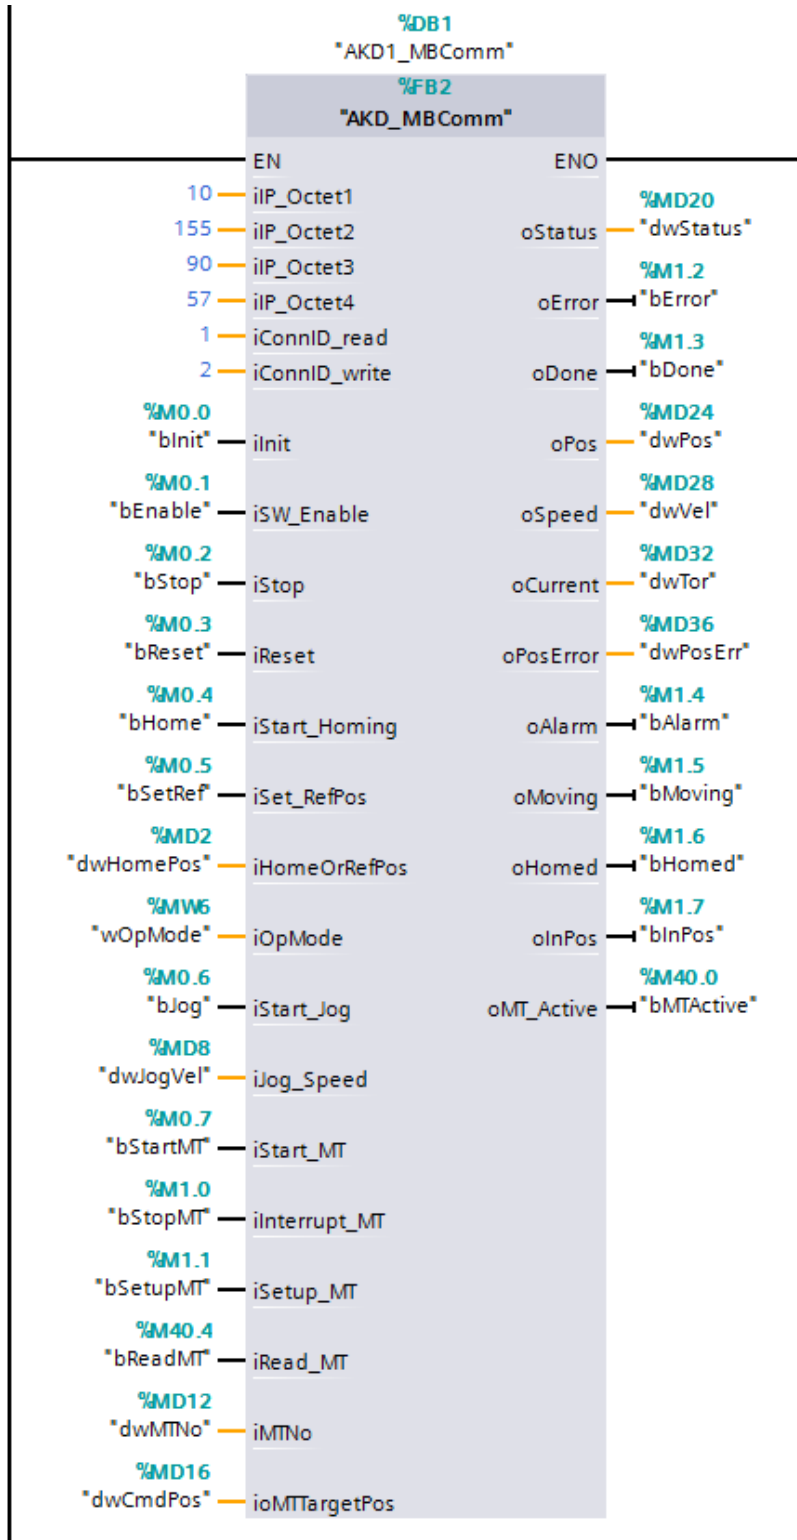 %DB1
"AKD1_MBComm"
%FB2
"AKD_MBComm"
EN
ENO
10
iIP_Octet1
155
iIP_Octet2
90
iIP_Octet3
57
iIP_Octet4
1
iConnID_read
2
iConnID_write
%M0.0
"bInit"
iInit
%M0.1
"bEnable"
iSW_Enable
%M0.2
"bStop"
iStop
%M0.3
"bReset"
iReset
%M0.4
"bHome"
iStart_Homing
%M0.5
"bSetRef"
iSet_RefPos
%MD2
"dwHomePos"
iHomeOrRefPos
%MW6
"wOpMode"
iOpMode
%M0.6
"bJog"
iStart_Jog
%MD8
"dwJogVel"
iJog_Speed
%M0.7
"bStartMT"
iStart_MT
%M1.0
"bStopMT"
iInterrupt_MT
%M1.1
"bSetupMT"
iSetup_MT
%M40.4
"bReadMT"
iRead_MT
%MD12
"dwMTNo"
iMTNo
%MD16
"dwCmdPos"
ioMTTargetPos
oStatus
%MD20
"dwStatus"
oError
%M1.2
"bError"
oDone
%M1.3
"bDone"
oPos
%MD24
"dwPos"
oSpeed
%MD28
"dwVel"
oCurrent
%MD32
"dwTor"
oPosError
%MD36
"dwPosErr"
oAlarm
%M1.4
"bAlarm"
oMoving
%M1.5
"bMoving"
oHomed
%M1.6
"bHomed"
oInPos
%M1.7
"bInPos"
oMT_Active
%M40.0
"bMTActive"